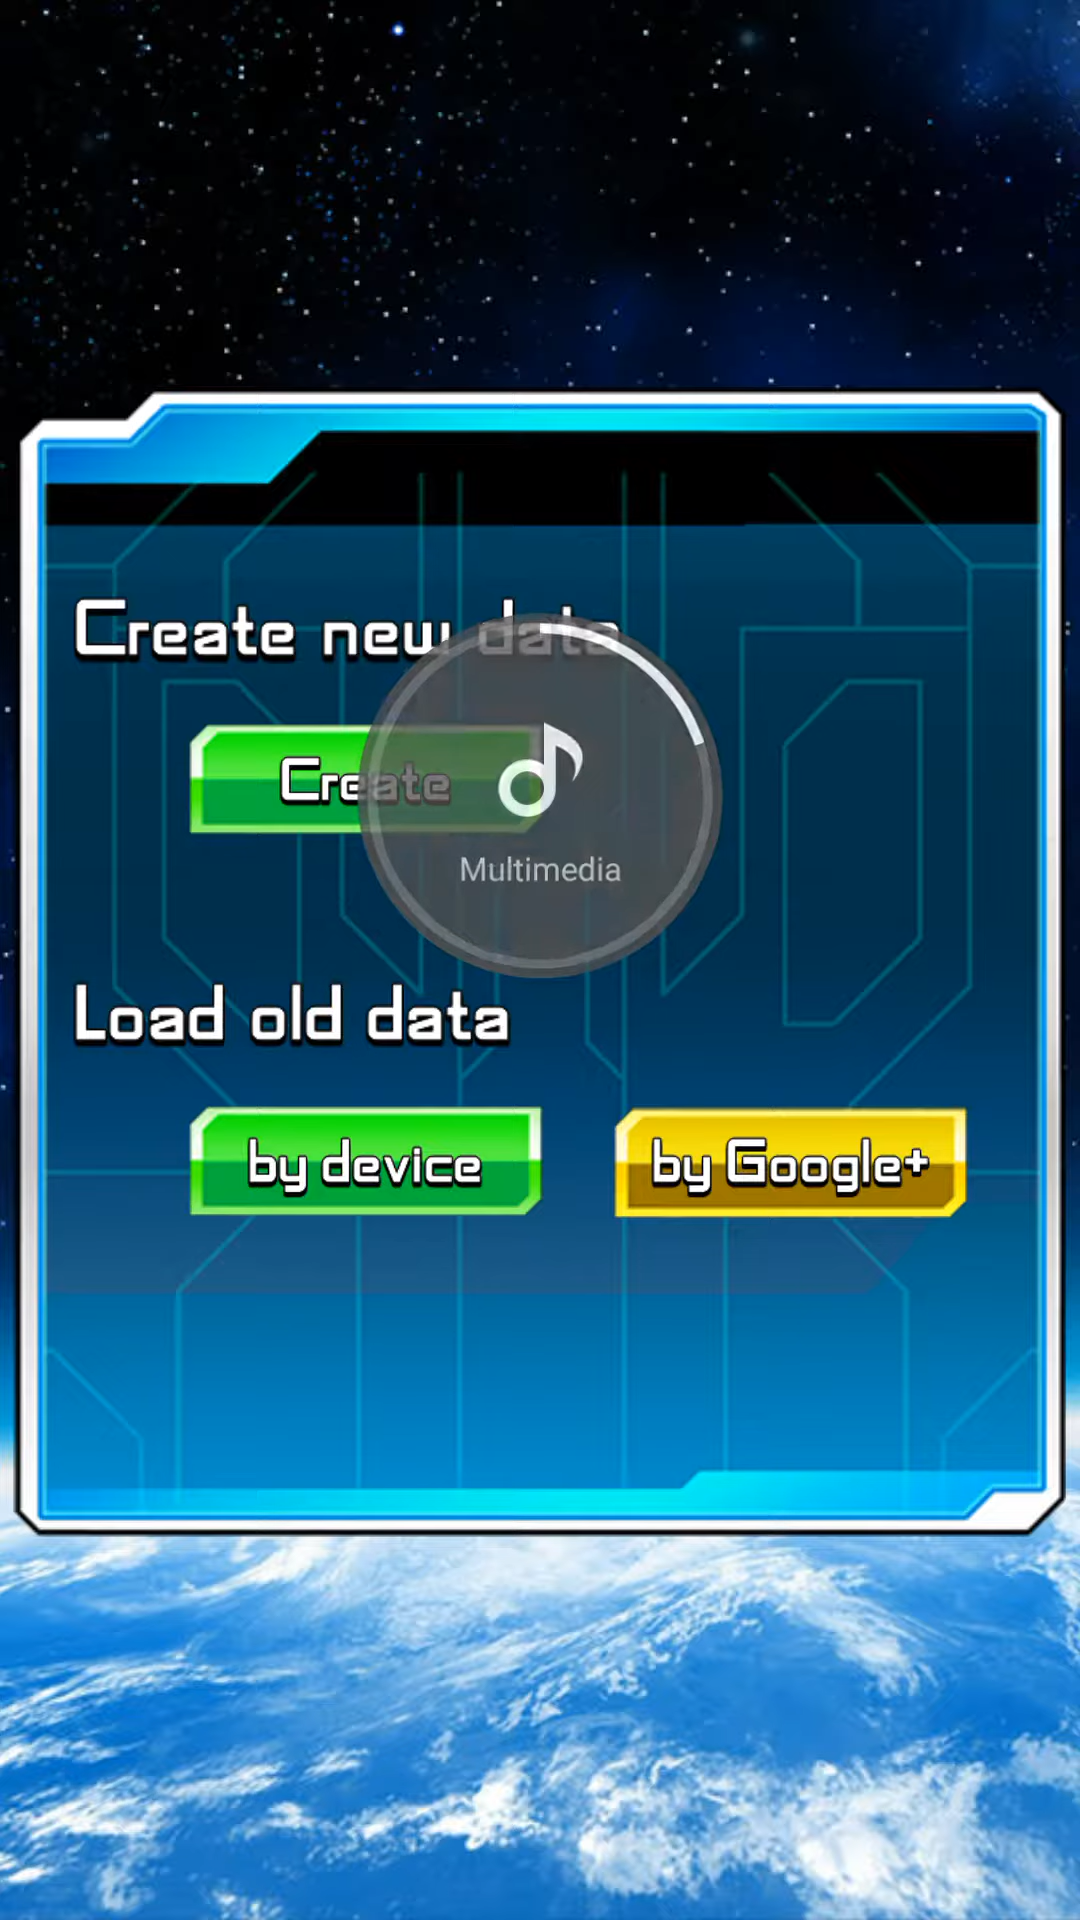 Create new data
Create
Multimedia
Load old data
by device
by Google+